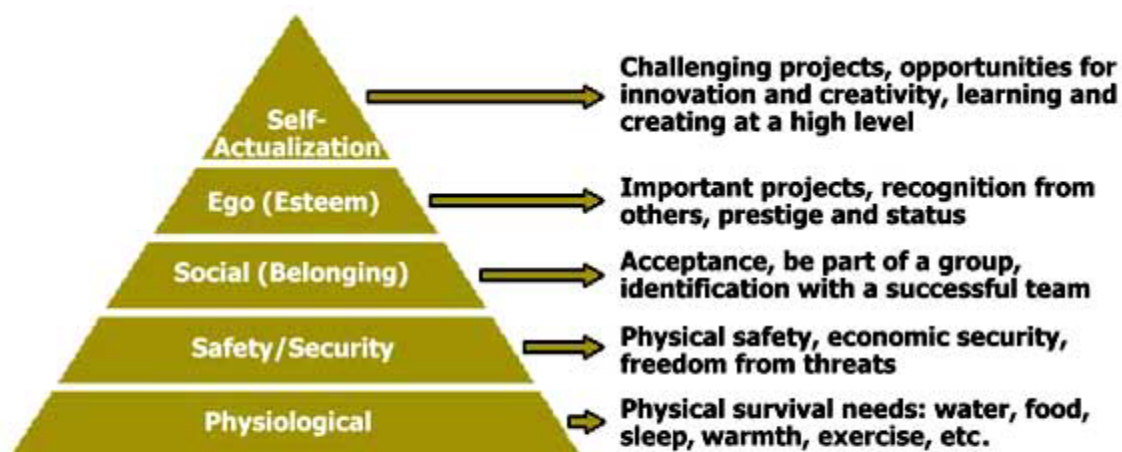 Self-
Actualization
Challenging projects, opportunities for
innovation and creativity, learning and
creating at a high level
Ego (Esteem)
Important projects, recognition from
others, prestige and status
Social (Belonging)
Acceptance, be part of a group,
identification with a successful team
Safety/Security
Physical safety, economic security,
freedom from threats
Physiological
Physical survival needs: water, food,
sleep, warmth, exercise, etc.